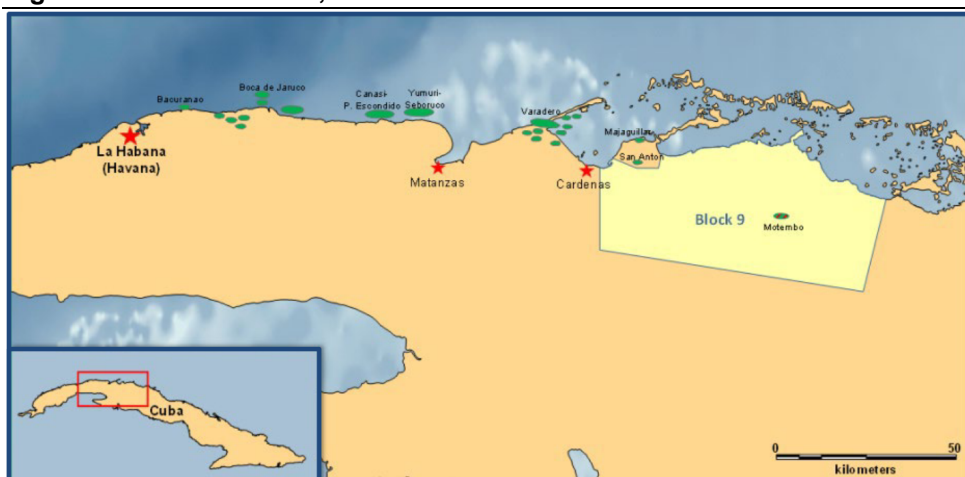 Bacuranao
Boca de Jaruco
Canasi-
P. Escondido
Yumuri-
Seboruco
Varadero
Majaguillar
San Anton
La Habana
(Havana)
Matanzas
Cardenas
Block 9
Motembo
Cuba
0 50
kilometers